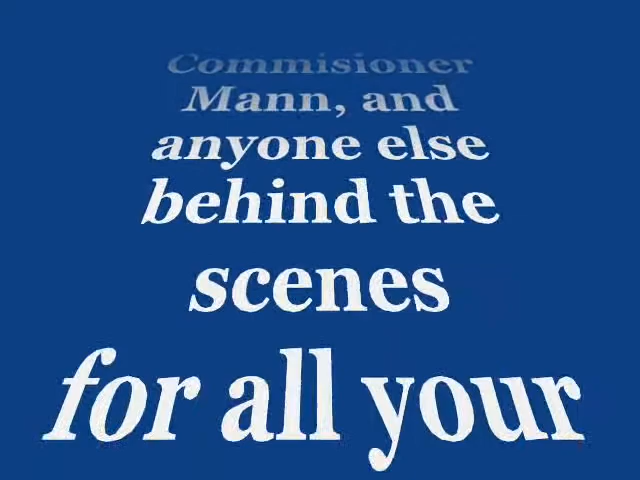 Commisioner
Mann, and
anyone else
behind the
scenes
for all your